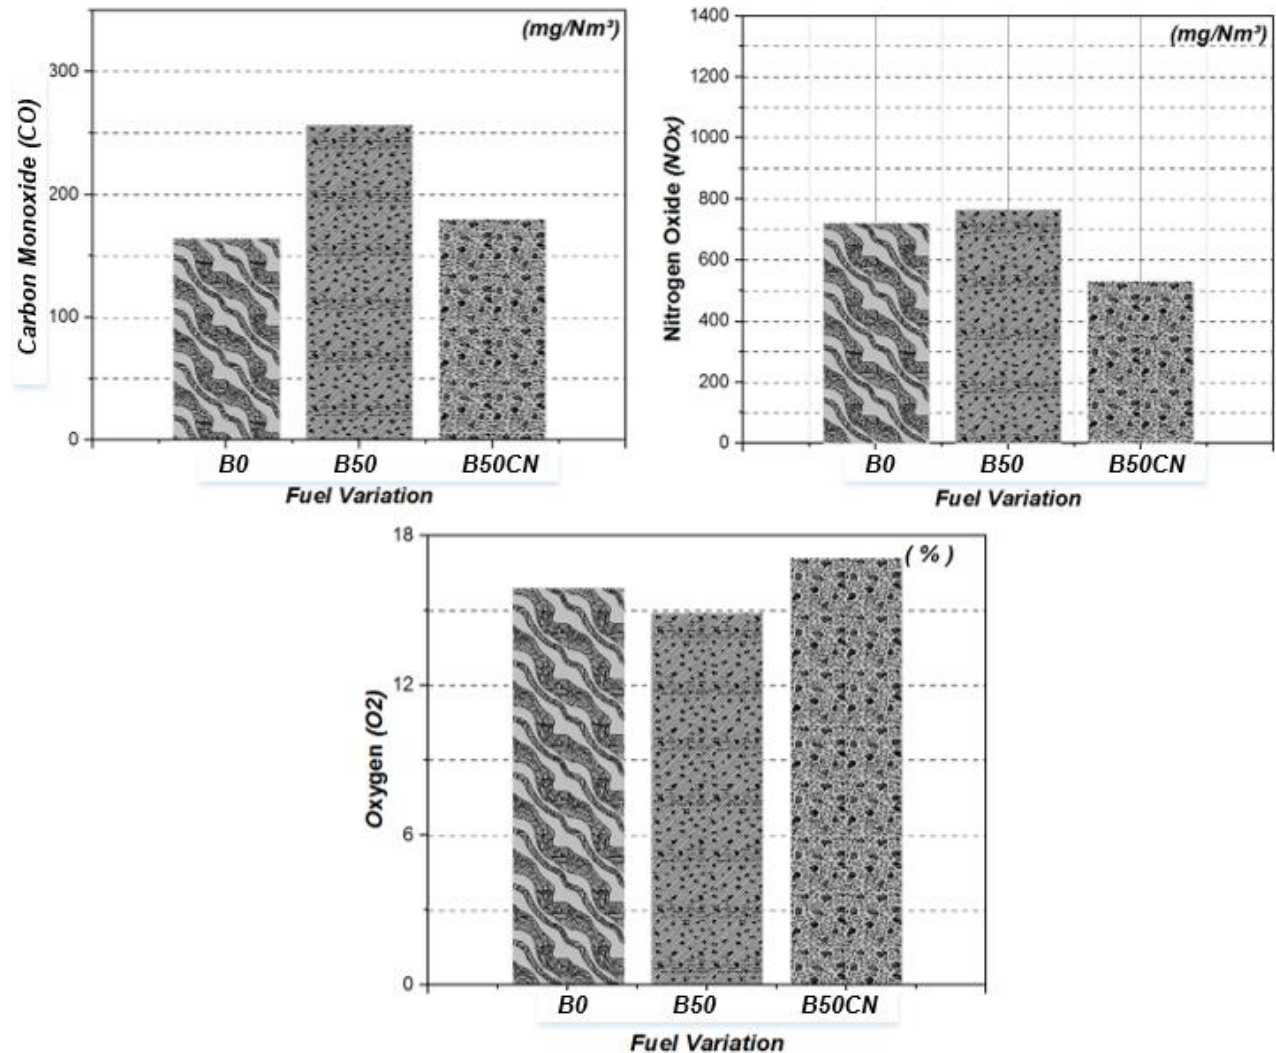 (mg/Nm³)
300
200
100
0
Carbon Monoxide (CO)
B0 B50 B50CN
Fuel Variation
(mg/Nm³)
1400
1200
1000
800
600
400
200
0
Nitrogen Oxide (NOx)
B0 B50 B50CN
Fuel Variation
( % )
18
12
6
0
Oxygen (O2)
B0 B50 B50CN
Fuel Variation